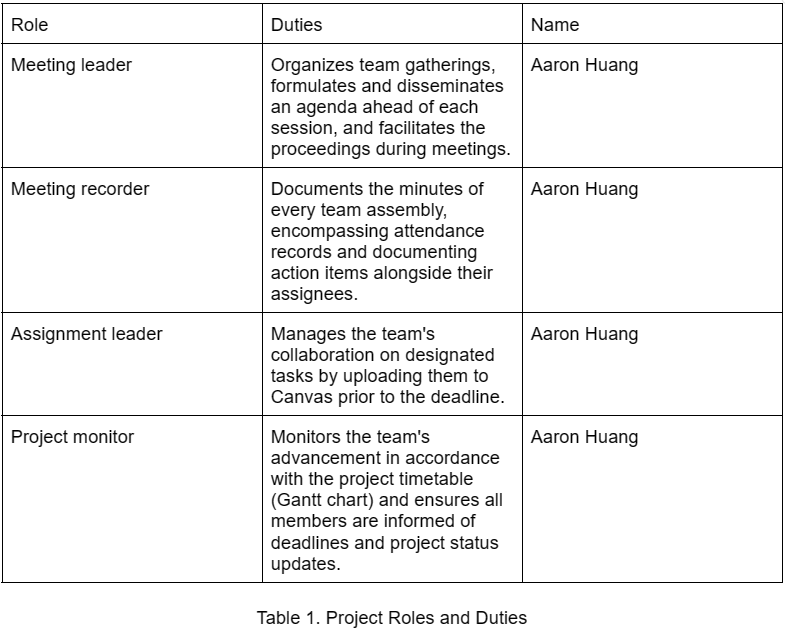 Role Duties Name
Meeting leader
Organizes team gatherings,
formulates and disseminates
an agenda ahead of each
session, and facilitates the
proceedings during meetings.
Aaron Huang
Meeting recorder
Documents the minutes of
every team assembly,
encompassing attendance
records and documenting
action items alongside their
assignees.
Aaron Huang
Assignment leader
Manages the team's
collaboration on designated
tasks by uploading them to
Canvas prior to the deadline.
Aaron Huang
Project monitor
Monitors the team's
advancement in accordance
with the project timetable
(Gantt chart) and ensures all
members are informed of
deadlines and project status
updates.
Aaron Huang
Table 1. Project Roles and Duties